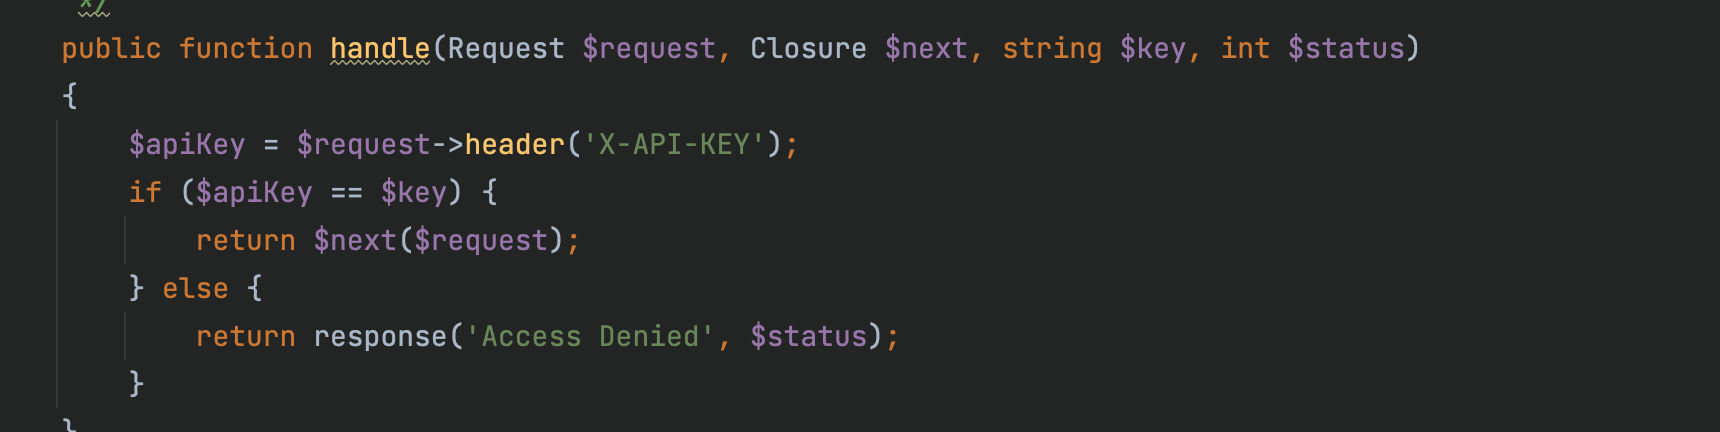 */
public function handle(Request $request, Closure $next, string $key, int $status)
{
    $apiKey = $request->header('X-API-KEY');
    if ($apiKey == $key) {
        return $next($request);
    } else {
        return response('Access Denied', $status);
    }
}